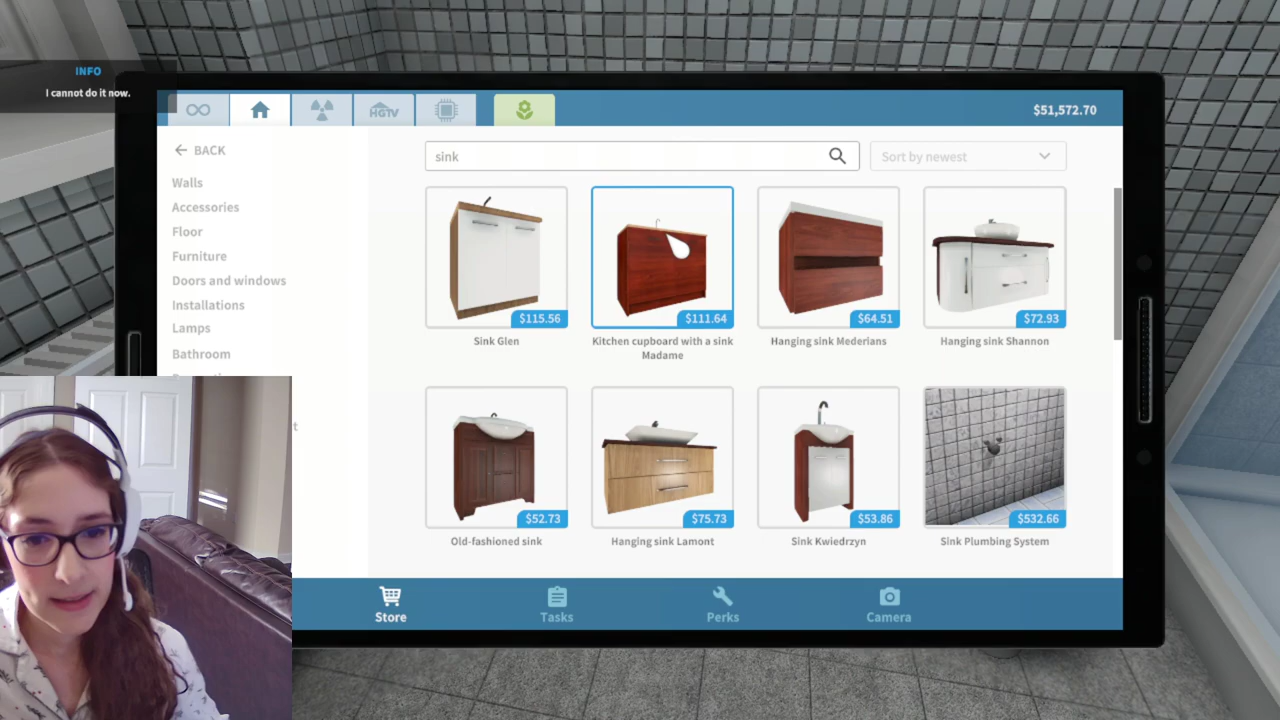 INFO
I cannot do it now.
HGTV
$51,572.70
BACK
sink
Sort by newest
Walls
Accessories
Floor
Furniture
Doors and windows
Installations
Lamps
Bathroom
t
$115.56
$111.64
$64.51
$72.93
Sink Glen
Kitchen cupboard with a sink
Madame
Hanging sink Mederians
Hanging sink Shannon
$52.73
$75.73
$53.86
$532.66
Old-fashioned sink
Hanging sink Lamont
Sink Kwiedrzyn
Sink Plumbing System
Store
Tasks
Perks
Camera